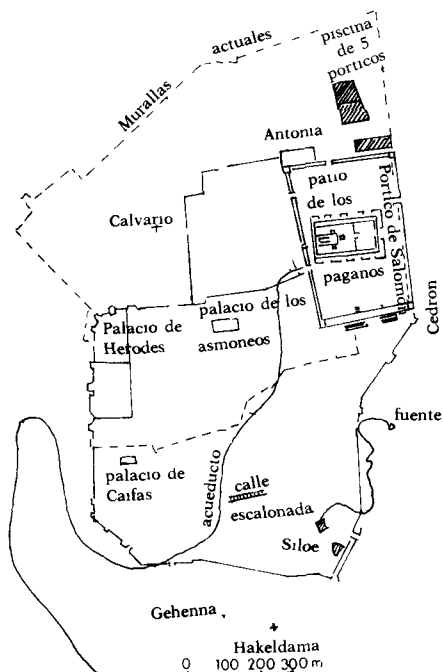 actuales
piscina
de 5
porticos
Murallas
Antonia
patio
de los
Portico de Salomon
Calvario
paganos
palacio de los
Palacio de
Herodes
asmoneos
Cedron
fuente
palacio de
Caifas
acueducto
calle
escalonada
Siloe
Gehenna
Hakeldama
0 100 200 300 m